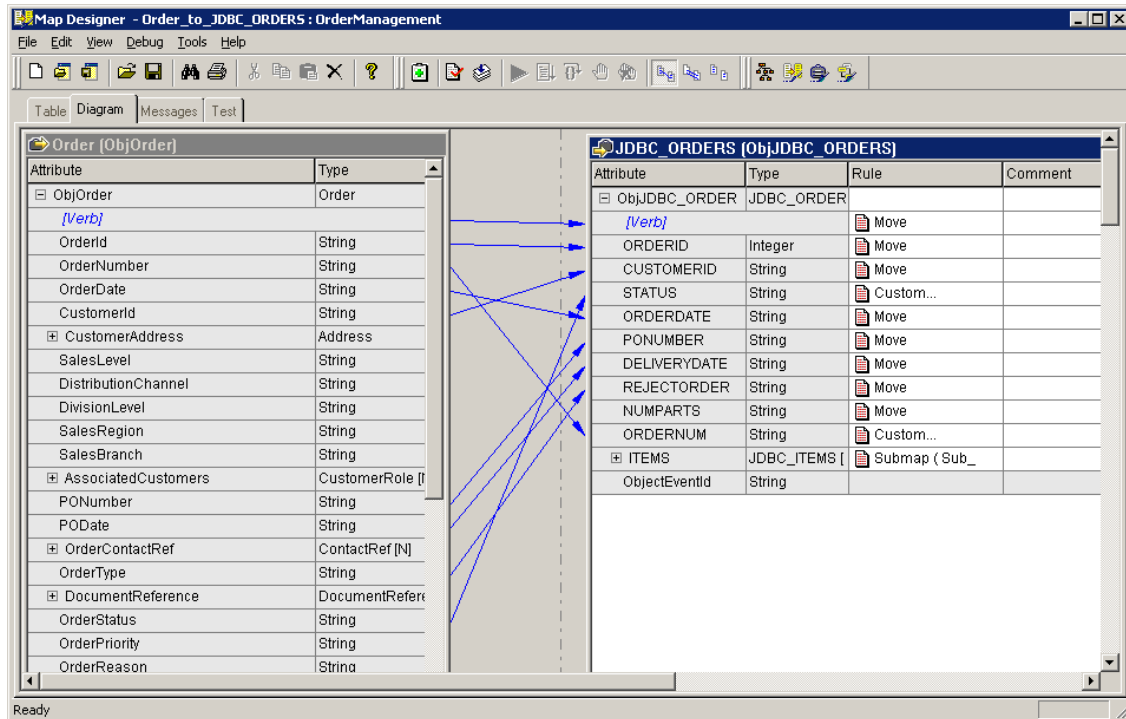 Map Designer - Order_to_JDBC_ORDERS : OrderManagement
File Edit View Debug Tools Help
Table Diagram Messages Test
Order (ObjOrder)
Attribute Type
ObjOrder Order
[Verb]
OrderId String
OrderNumber String
OrderDate String
CustomerId String
CustomerAddress Address
SalesLevel String
DistributionChannel String
DivisionLevel String
SalesRegion String
SalesBranch String
AssociatedCustomers CustomerRole [N
PONumber String
PODate String
OrderContactRef ContactRef [N]
OrderType String
DocumentReference DocumentRefere
OrderStatus String
OrderPriority String
OrderReason String
JDBC_ORDERS (ObjJDBC_ORDERS)
Attribute Type Rule Comment
ObjJDBC_ORDER JDBC_ORDER
[Verb] Move
ORDERID Integer Move
CUSTOMERID String Move
STATUS String Custom...
ORDERDATE String Move
PONUMBER String Move
DELIVERYDATE String Move
REJECTORDER String Move
NUMPARTS String Move
ORDERNUM String Custom...
ITEMS JDBC_ITEMS [ Submap ( Sub_
ObjectEventId String
Ready